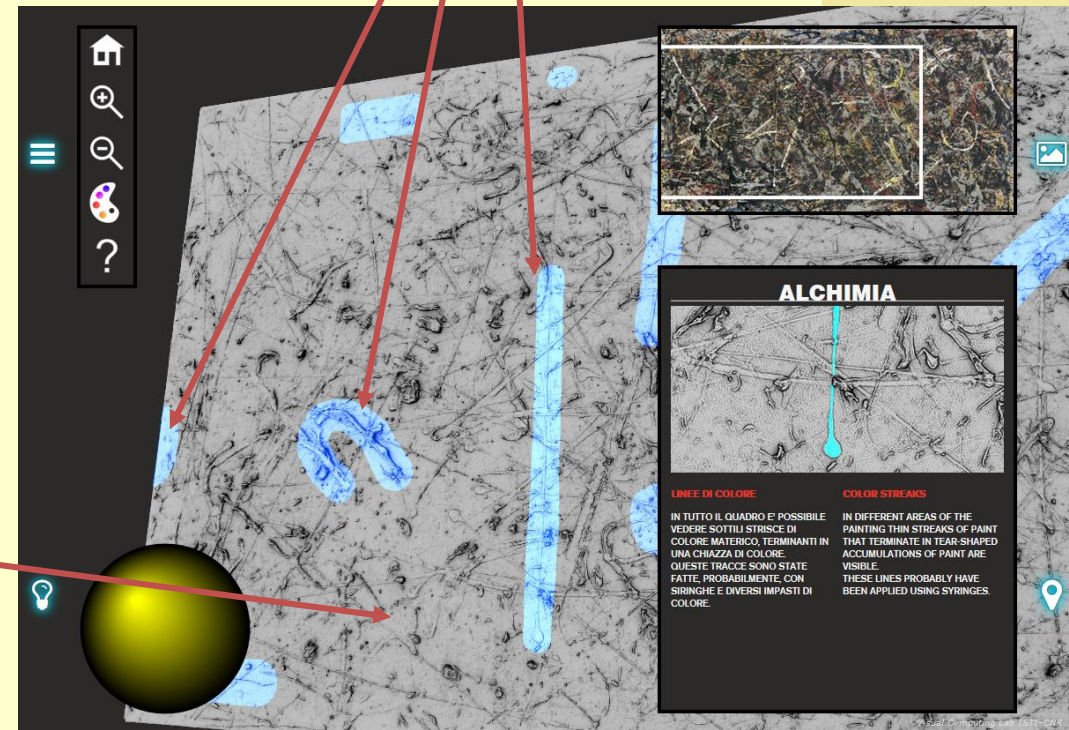 ALCHIMIA
LINEE DI COLORE
IN TUTTO IL QUADRO E' POSSIBILE
VEDERE SOTTILI STRISCE DI
COLORE MATERICO, TERMINANTI IN
UNA CHIAZZA DI COLORE.
QUESTE TRACCE SONO STATE
FATTE, PROBABILMENTE, CON
SIRINGHE E DIVERSI IMPASTI DI
COLORE.
COLOR STREAKS
IN DIFFERENT AREAS OF THE
PAINTING THIN STREAKS OF PAINT
THAT TERMINATE IN TEAR-SHAPED
ACCUMULATIONS OF PAINT ARE
VISIBLE.
THESE LINES PROBABLY HAVE
BEEN APPLIED USING SYRINGES.
Visual Computing Lab ISTI-CNR